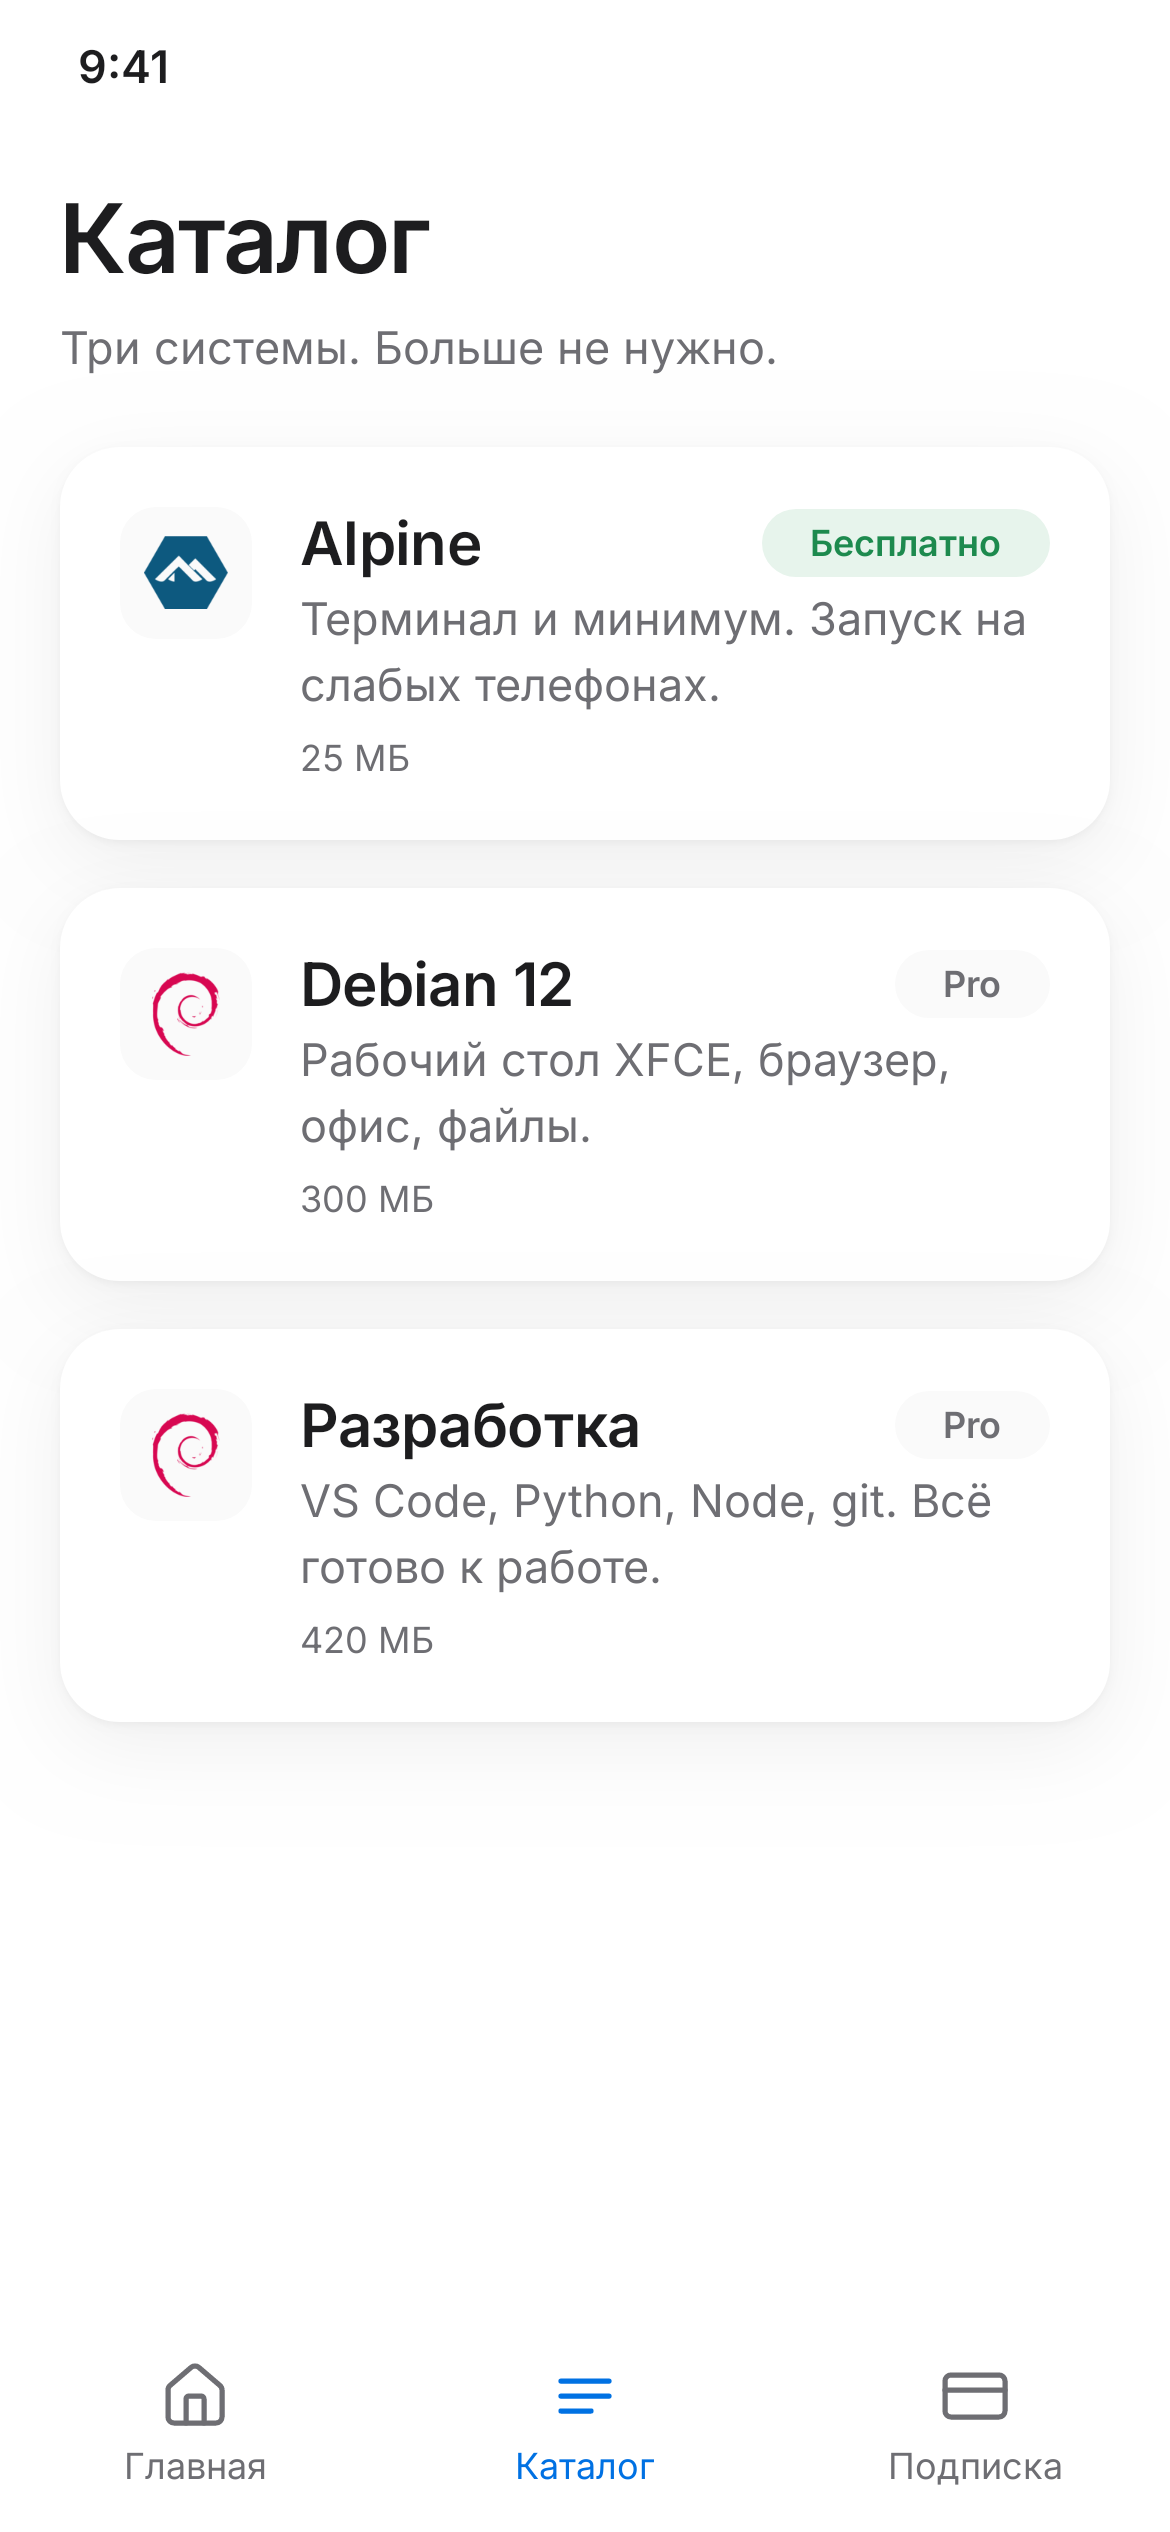 9:41
Каталог
Три системы. Больше не нужно.
Alpine
Бесплатно
Терминал и минимум. Запуск на
слабых телефонах.
25 МБ
Debian 12
Pro
Рабочий стол XFCE, браузер,
офис, файлы.
300 МБ
Разработка
Pro
VS Code, Python, Node, git. Всё
готово к работе.
420 МБ
Главная
Каталог
Подписка